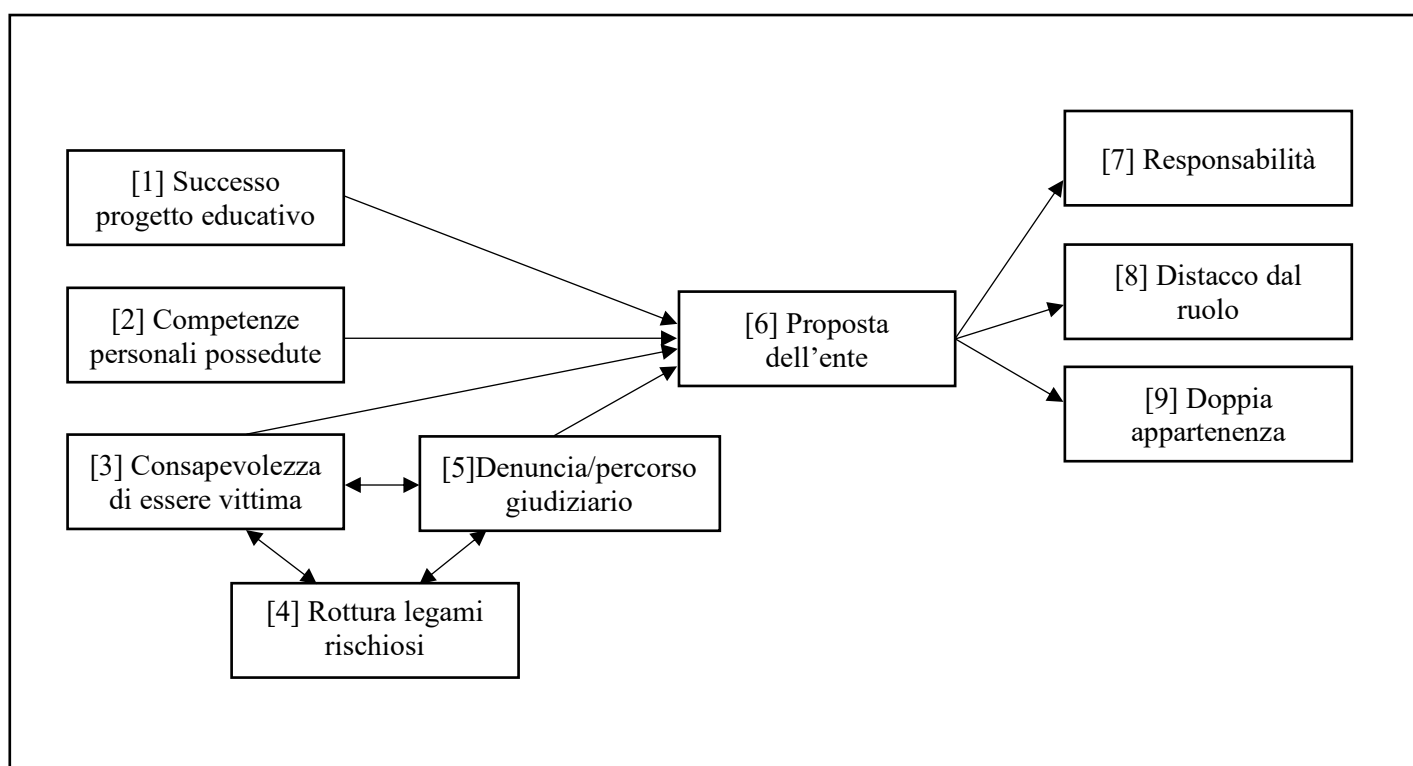 [1] Successo
progetto educativo
[2] Competenze
personali possedute
[3] Consapevolezza
di essere vittima
[5]Denuncia/percorso
giudiziario
[4] Rottura legami
rischiosi
[6] Proposta
dell’ente
[7] Responsabilità
[8] Distacco dal
ruolo
[9] Doppia
appartenenza